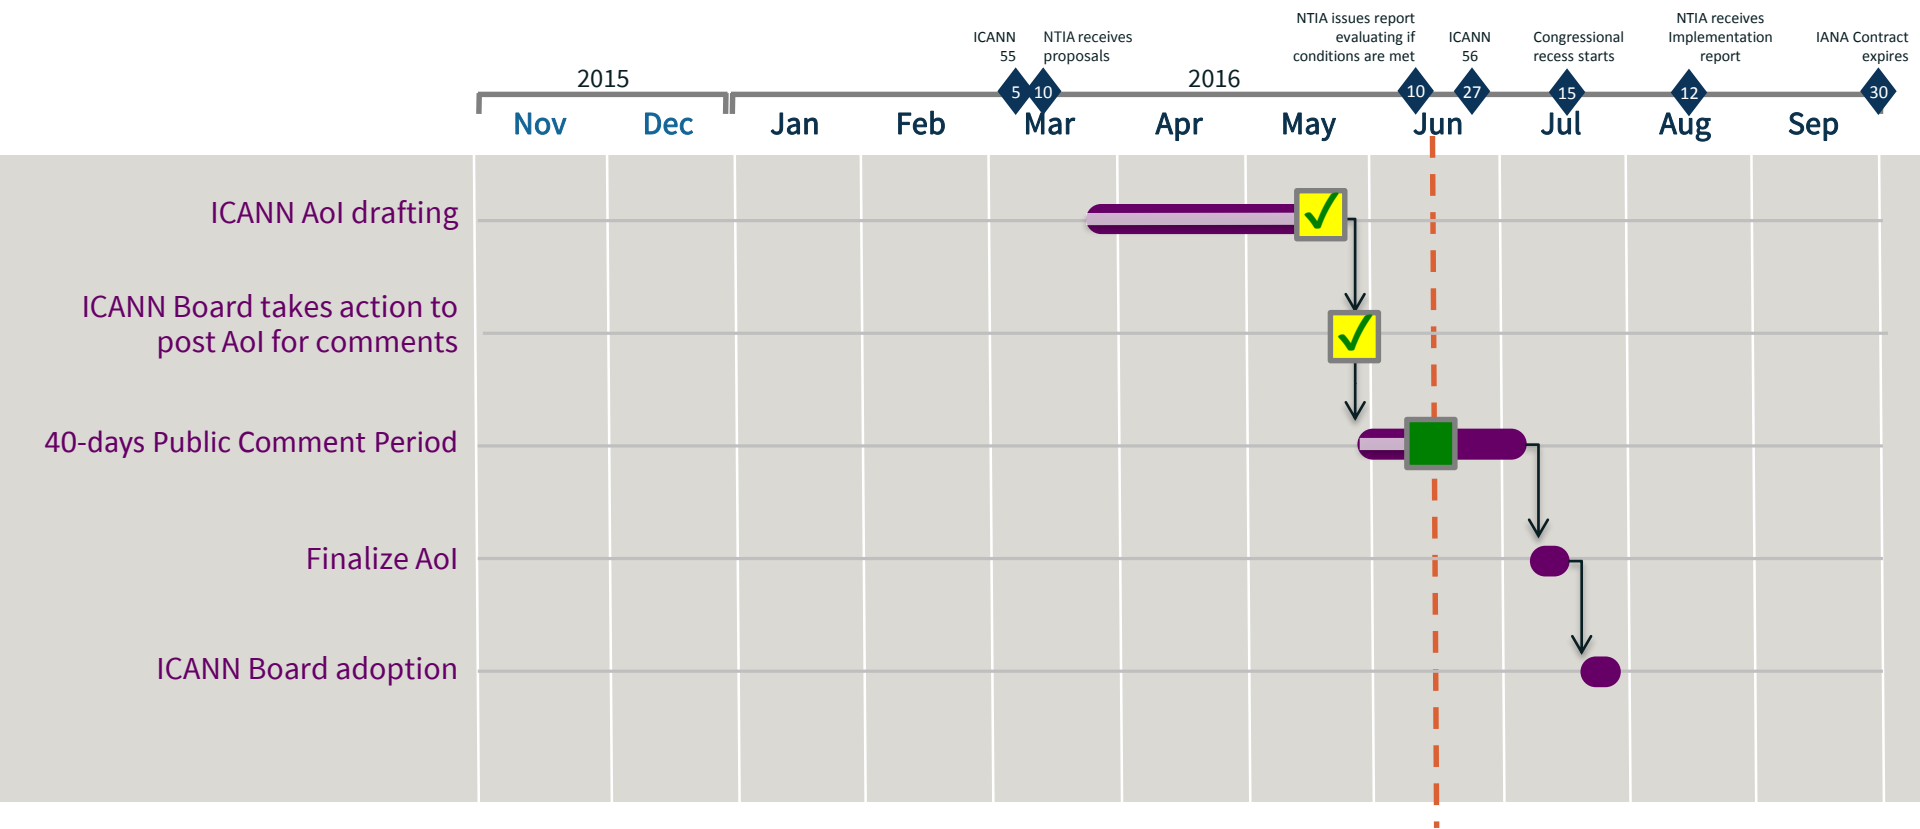 NTIA issues report
evaluating if
conditions are met
NTIA receives
Implementation
report
ICANN
55
NTIA receives
proposals
ICANN
56
Congressional
recess starts
IANA Contract
expires
2015
2016
5
10
10
27
15
12
30
Nov
Dec
Jan
Feb
Mar
Apr
May
Jun
Jul
Aug
Sep
ICANN AoI drafting
ICANN Board takes action to
post AoI for comments
40-days Public Comment Period
Finalize AoI
ICANN Board adoption